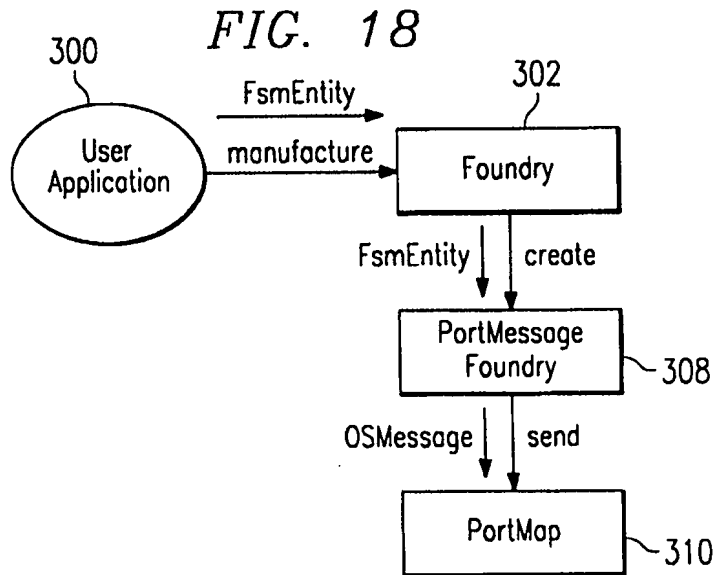 FIG. 18
300
FsmEntity
302
User
Application
manufacture
Foundry
FsmEntity
create
PortMessage
Foundry
308
OSMessage
send
PortMap
310